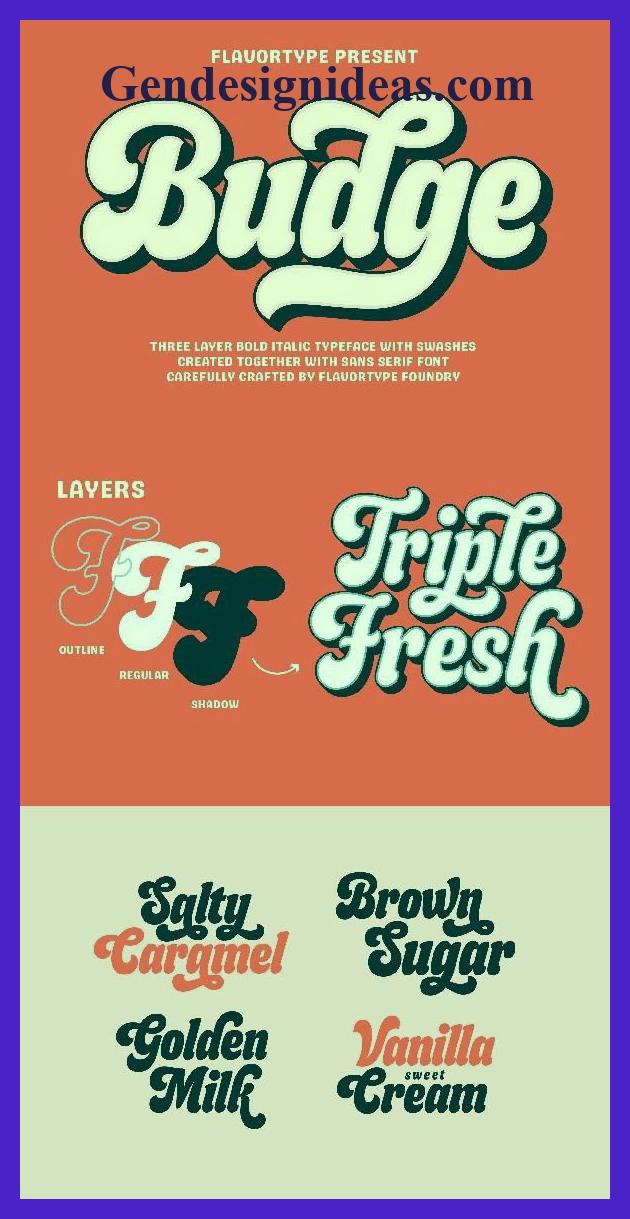 FLAVORTYPE PRESENT
Gendesignideas.com
Budge
THREE LAYER BOLD ITALIC TYPEFACE WITH SWASHES
CREATED TOGETHER WITH SANS SERIF FONT
CAREFULLY CRAFTED BY FLAVORTYPE FOUNDRY
LAYERS
F F F
OUTLINE
REGULAR
SHADOW
Triple
Fresh
Salty
Caramel
Brown
Sugar
Golden
Milk
Vanilla
sweet
Cream